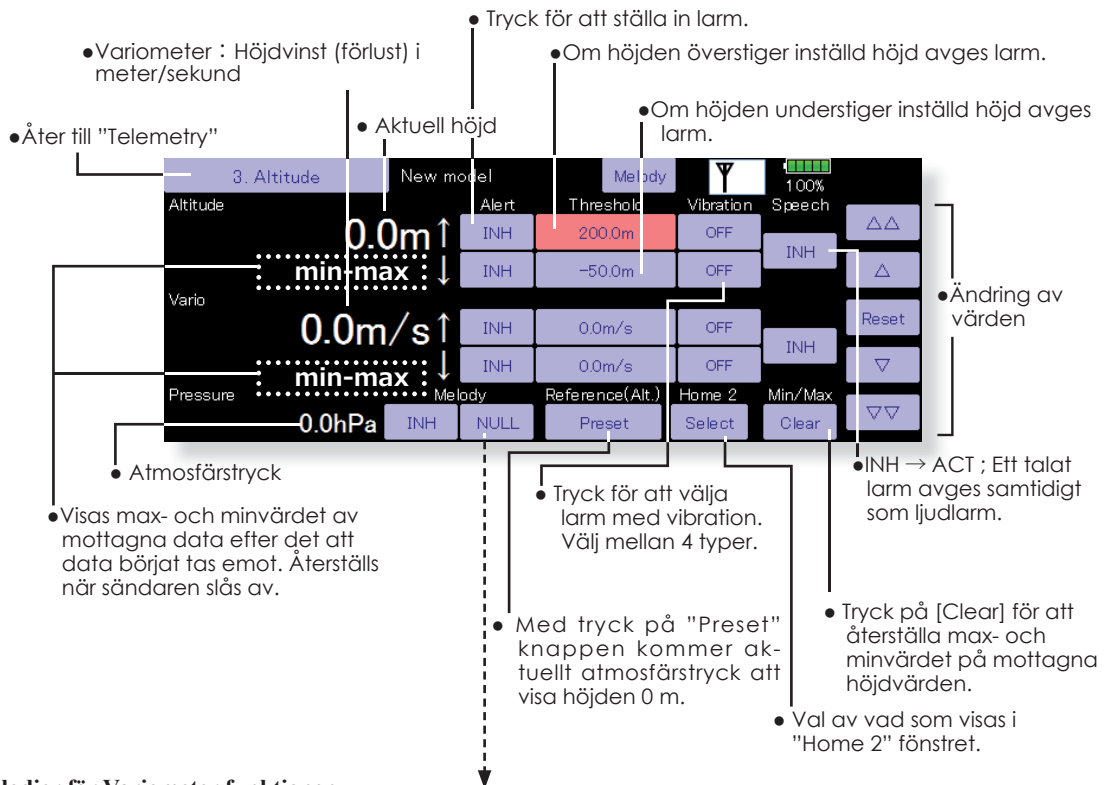 ● Tryck för att ställa in larm.
●Variometer：Höjdvinst (förlust) i
meter/sekund
●Om höjden överstiger inställd höjd avges larm.
●Om höjden understiger inställd höjd avges
larm.
●Åter till ”Telemetry”
● Aktuell höjd
3. Altitude New model Melody 100%
Altitude Alert Threshold Vibration Speech
0.0m↑ INH 200.0m OFF INH △△
min-max ↓ INH -50.0m OFF △
Vario
0.0m/s↑ INH 0.0m/s OFF INH Reset
min-max ↓ INH 0.0m/s OFF ▽
Pressure Melody Reference(Alt.) Home 2 Min/Max
0.0hPa INH NULL Preset Select Clear ▽▽
●Ändring av
värden
● Atmosfärstryck
●Visas max- och minvärdet av
mottagna data efter det att
data börjat tas emot. Återställs
när sändaren slås av.
● Tryck för att välja
larm med vibration.
Välj mellan 4 typer.
●INH → ACT ; Ett talat
larm avges samtidigt
som ljudlarm.
● Med tryck på ”Preset”
knappen kommer ak-
tuellt atmosfärstryck att
visa höjden 0 m.
● Tryck på [Clear] för att
återställa max- och
minvärdet på mottagna
höjdvärden.
● Val av vad som visas i
”Home 2” fönstret.